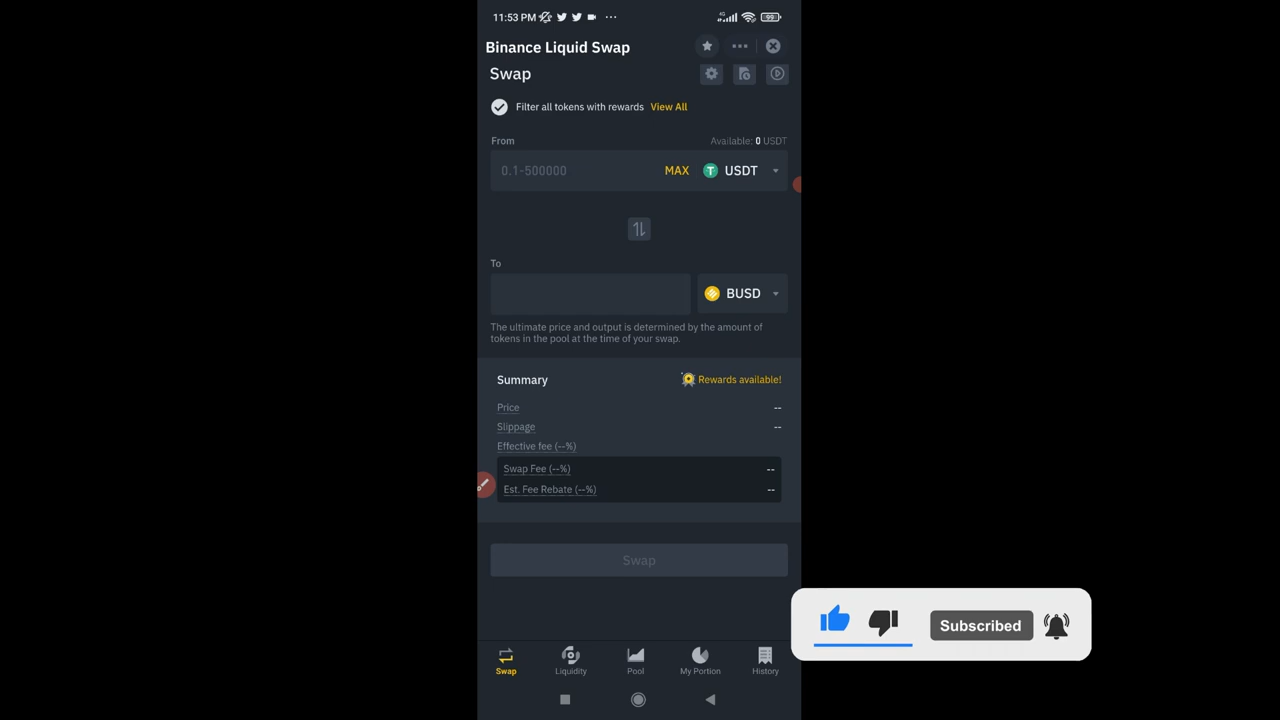 11:53 PM
4G
99
Binance Liquid Swap
Swap
Filter all tokens with rewards View All
From Available: 0 USDT
0.1-500000 MAX USDT
To
BUSD
The ultimate price and output is determined by the amount of
tokens in the pool at the time of your swap.
Summary Rewards available!
Price --
Slippage --
Effective fee (--%)
Swap Fee (--%) --
Est. Fee Rebate (--%) --
Swap
Subscribed
Swap Liquidity Pool My Portion History